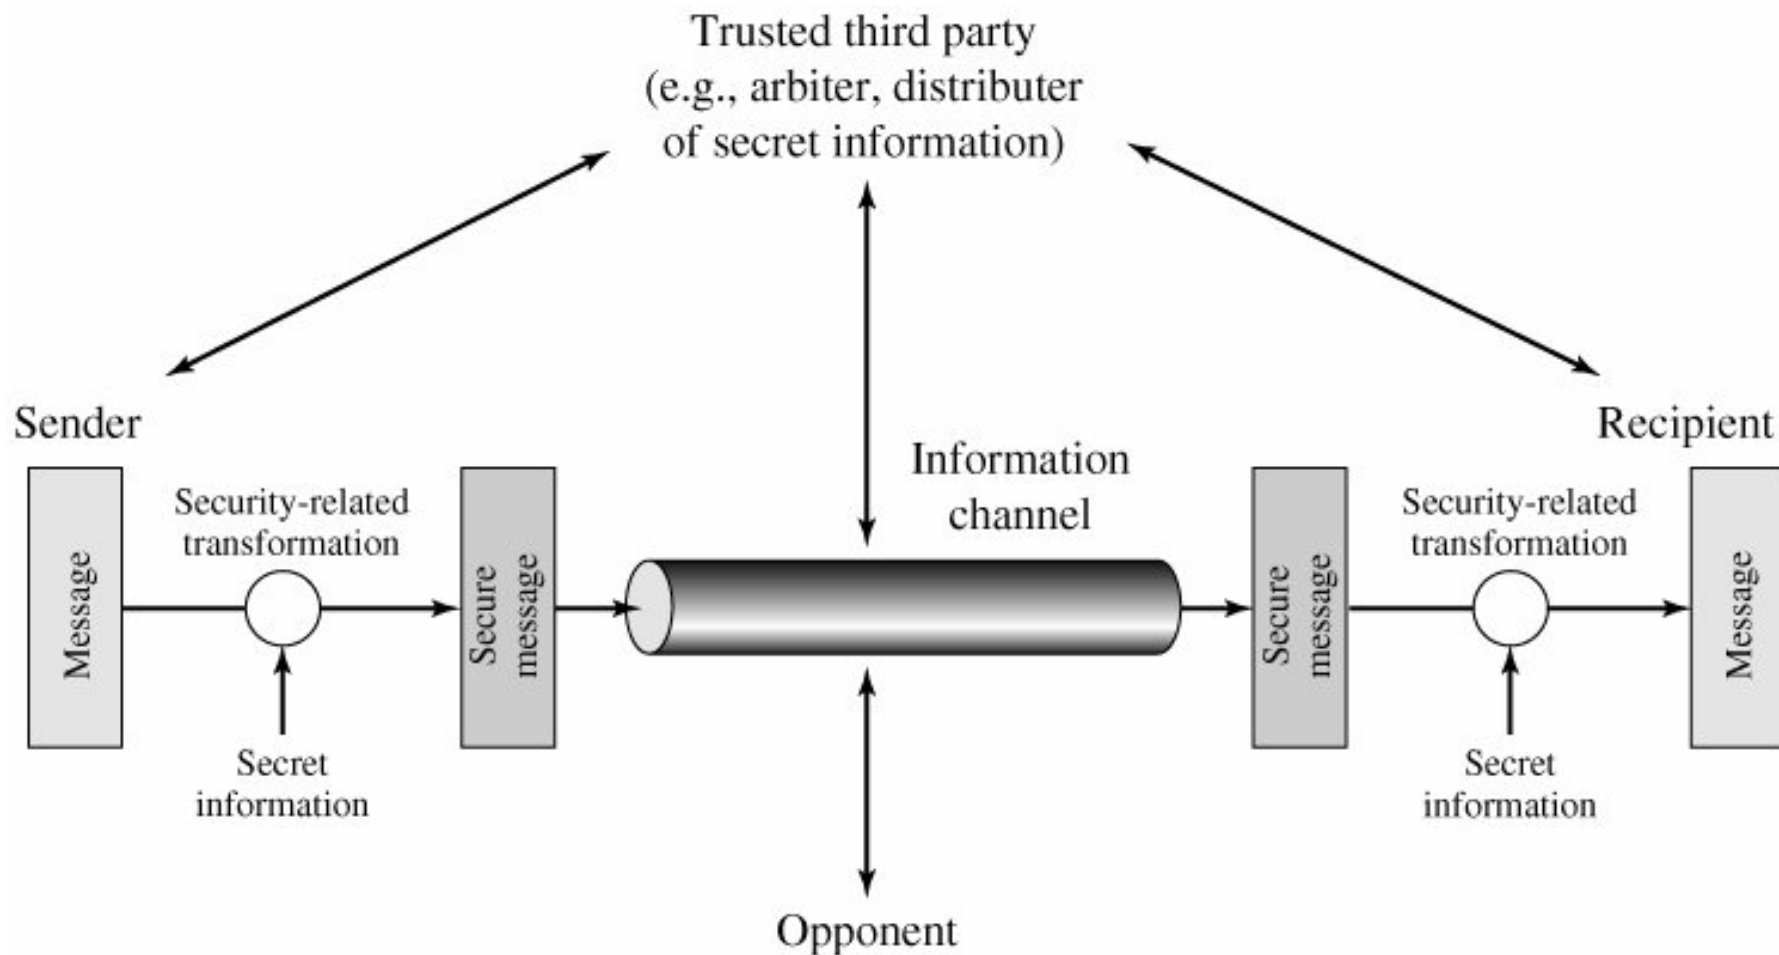 Trusted third party
(e.g., arbiter, distributer
of secret information)
Sender
Recipient
Information
channel
Security-related
transformation
Security-related
transformation
Message
Secure
message
Secure
message
Message
Secret
information
Secret
information
Opponent